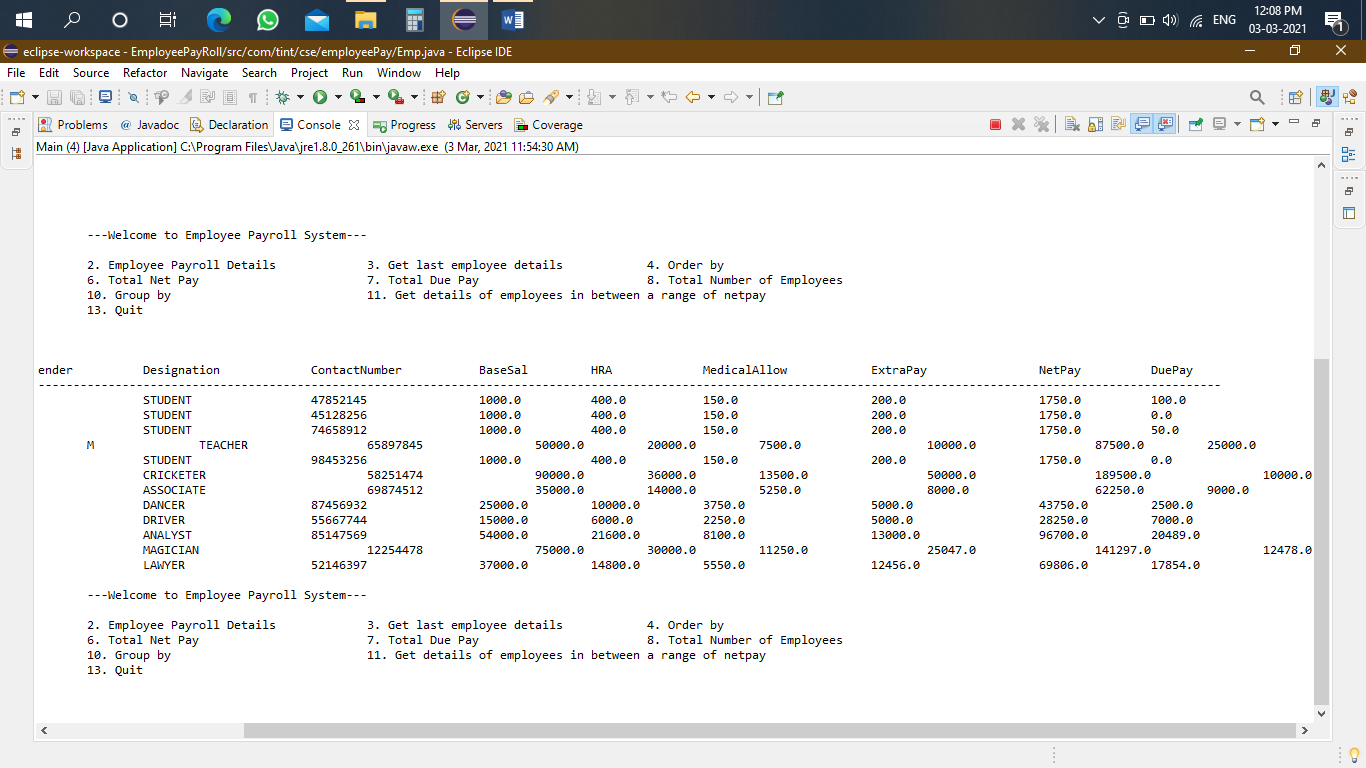 12:08 PM
ENG
03-03-2021
1
eclipse-workspace - EmployeePayRoll/src/com/tint/cse/employeePay/Emp.java - Eclipse IDE
File Edit Source Refactor Navigate Search Project Run Window Help
Problems @ Javadoc Declaration Console Progress Servers Coverage
Main (4) [Java Application] C:\Program Files\Java\jre1.8.0_261\bin\javaw.exe (3 Mar, 2021 11:54:30 AM)
---Welcome to Employee Payroll System---
2. Employee Payroll Details 3. Get last employee details 4. Order by
6. Total Net Pay 7. Total Due Pay 8. Total Number of Employees
10. Group by 11. Get details of employees in between a range of netpay
13. Quit
ender Designation ContactNumber BaseSal HRA MedicalAllow ExtraPay NetPay DuePay
STUDENT 47852145 1000.0 400.0 150.0 200.0 1750.0 100.0
STUDENT 45128256 1000.0 400.0 150.0 200.0 1750.0 0.0
STUDENT 74658912 1000.0 400.0 150.0 200.0 1750.0 50.0
M TEACHER 65897845 50000.0 20000.0 7500.0 10000.0 87500.0 25000.0
STUDENT 98453256 1000.0 400.0 150.0 200.0 1750.0 0.0
CRICKETER 58251474 90000.0 36000.0 13500.0 50000.0 189500.0 10000.0
ASSOCIATE 69874512 35000.0 14000.0 5250.0 8000.0 62250.0 9000.0
DANCER 87456932 25000.0 10000.0 3750.0 5000.0 43750.0 2500.0
DRIVER 55667744 15000.0 6000.0 2250.0 5000.0 28250.0 7000.0
ANALYST 85147569 54000.0 21600.0 8100.0 13000.0 96700.0 20489.0
MAGICIAN 12254478 75000.0 30000.0 11250.0 25047.0 141297.0 12478.0
LAWYER 52146397 37000.0 14800.0 5550.0 12456.0 69806.0 17854.0
---Welcome to Employee Payroll System---
2. Employee Payroll Details 3. Get last employee details 4. Order by
6. Total Net Pay 7. Total Due Pay 8. Total Number of Employees
10. Group by 11. Get details of employees in between a range of netpay
13. Quit